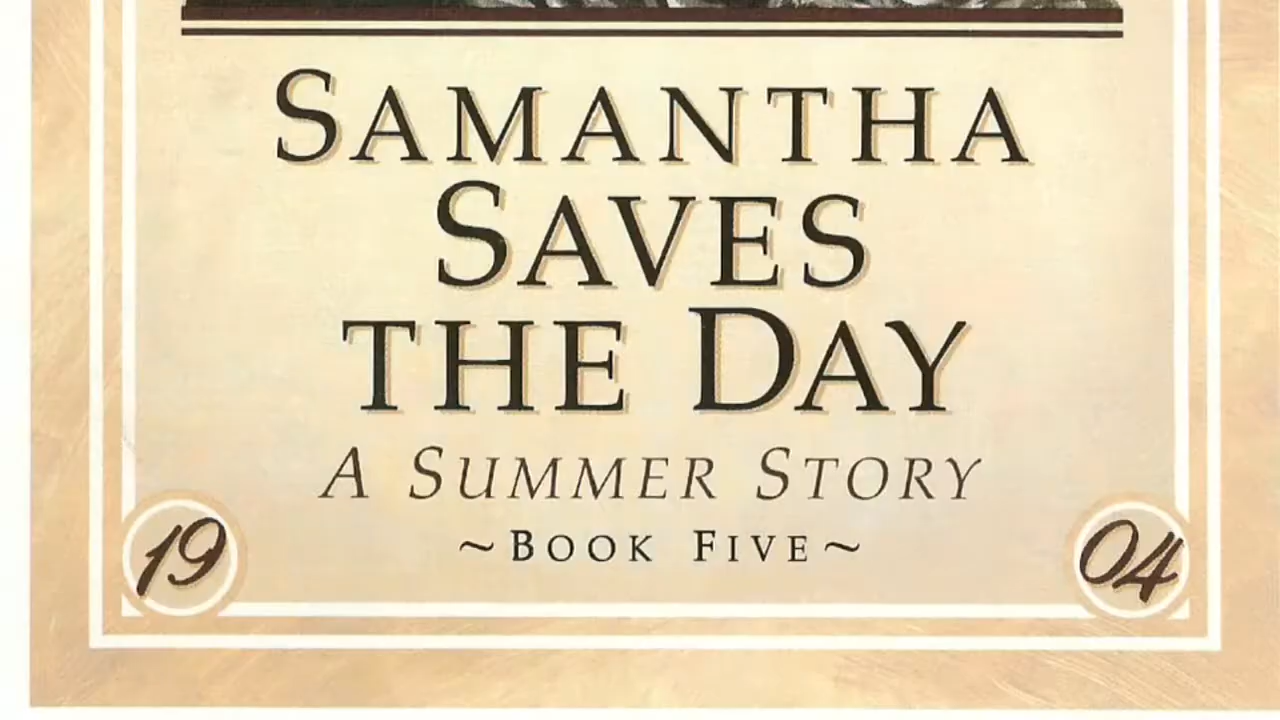 SAMANTHA
SAVES
THE DAY
A SUMMER STORY
~BOOK FIVE~
19 04